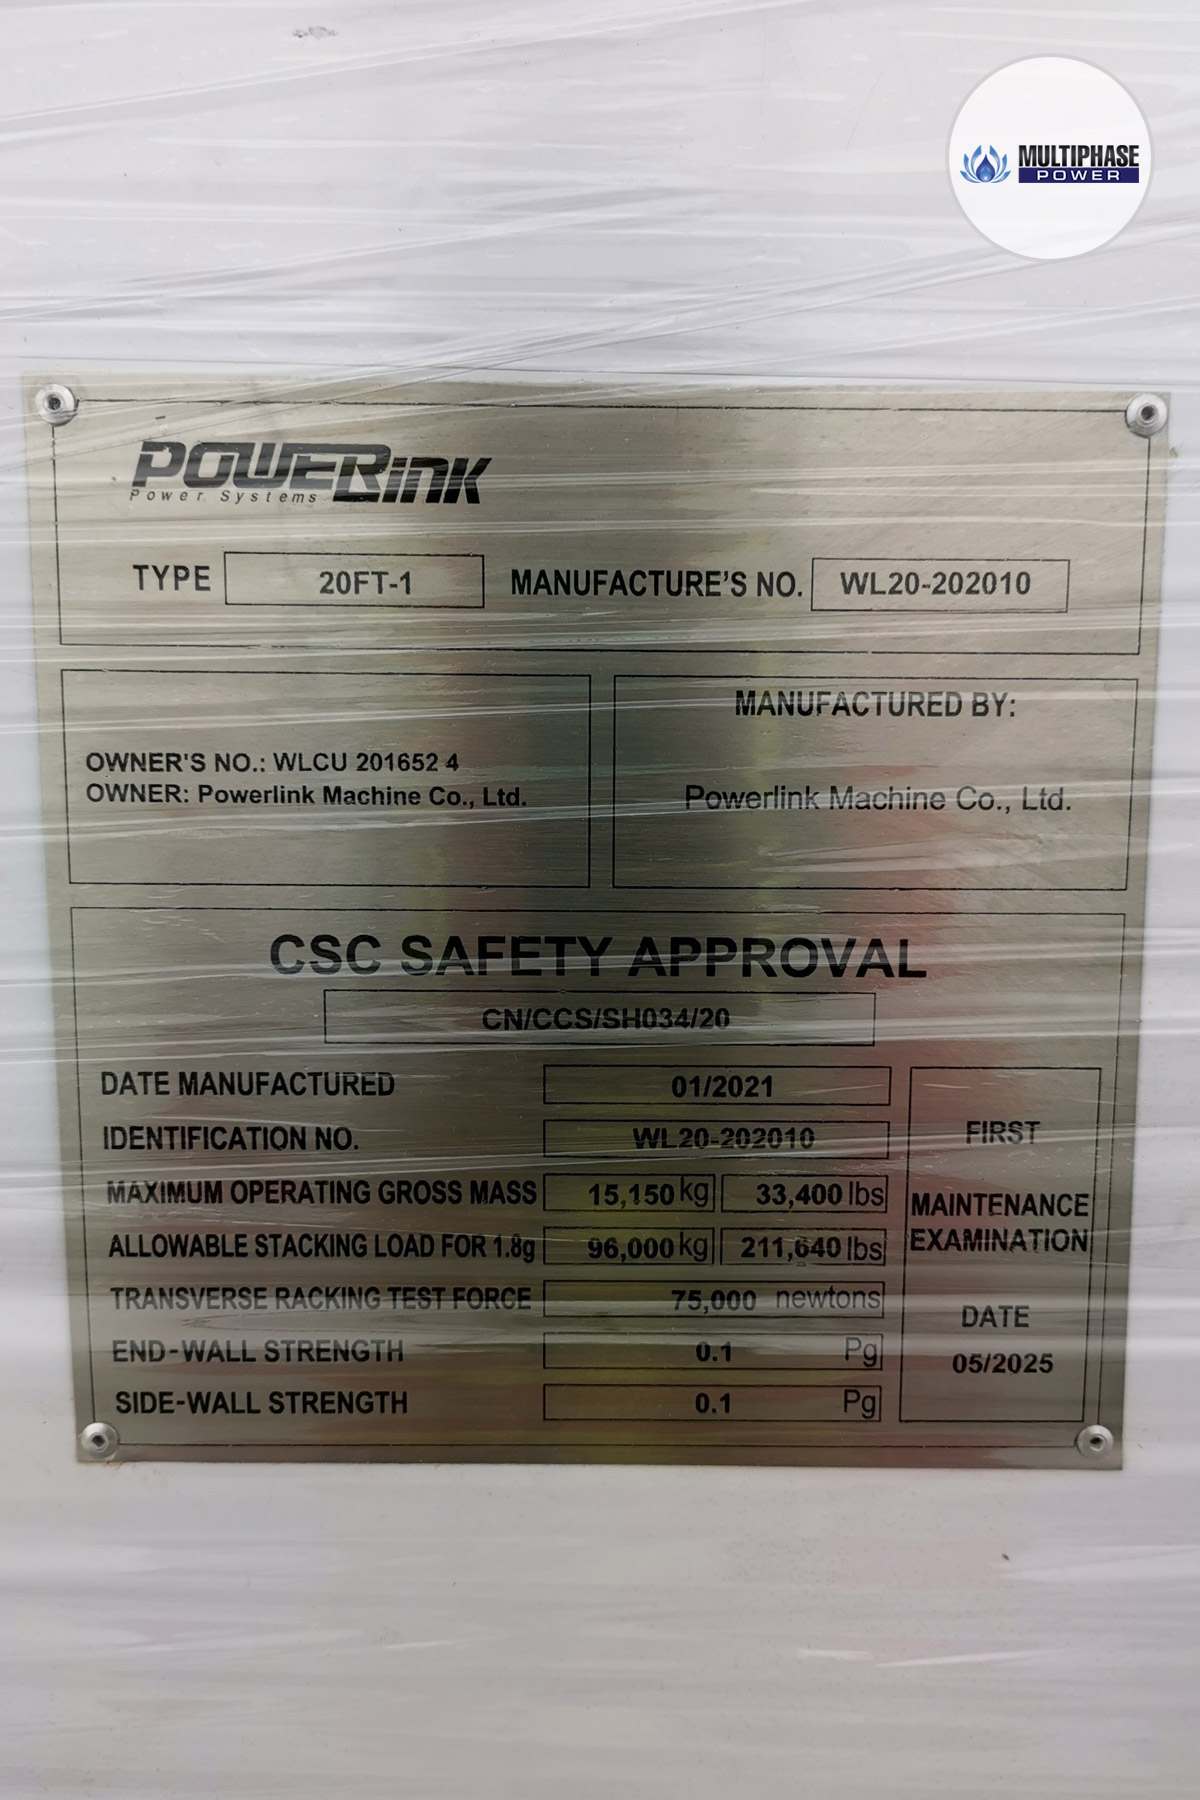 MULTIPHASE
POWER
POWERLINK
Power Systems
TYPE 20FT-1 MANUFACTURE'S NO. WL20-202010
OWNER'S NO.: WLCU 201652 4
OWNER: Powerlink Machine Co., Ltd.
MANUFACTURED BY:
Powerlink Machine Co., Ltd.
CSC SAFETY APPROVAL
CN/CCS/SH034/20
DATE MANUFACTURED 01/2021
IDENTIFICATION NO. WL20-202010
MAXIMUM OPERATING GROSS MASS 15,150 kg 33,400 lbs
ALLOWABLE STACKING LOAD FOR 1.8g 96,000 kg 211,640 lbs
TRANSVERSE RACKING TEST FORCE 75,000 newtons
END-WALL STRENGTH 0.1 Pg
SIDE-WALL STRENGTH 0.1 Pg
FIRST
MAINTENANCE
EXAMINATION
DATE
05/2025